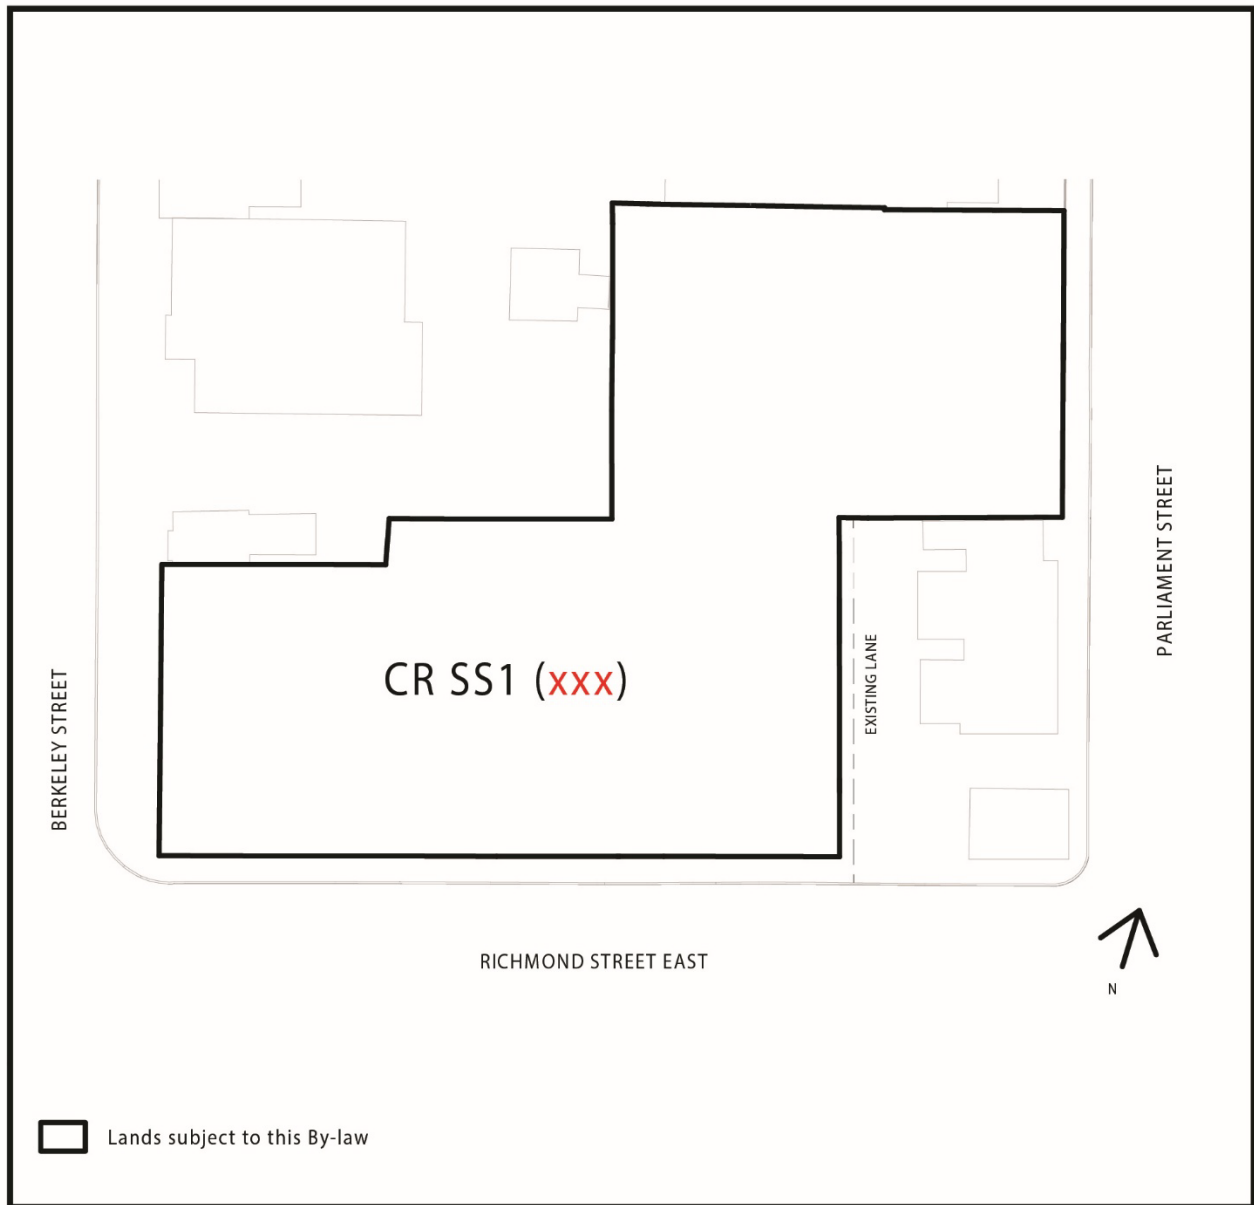 PARLIAMENT STREET
EXISTING LANE
CR SS1 (xxx)
BERKELEY STREET
RICHMOND STREET EAST
N
Lands subject to this By-law